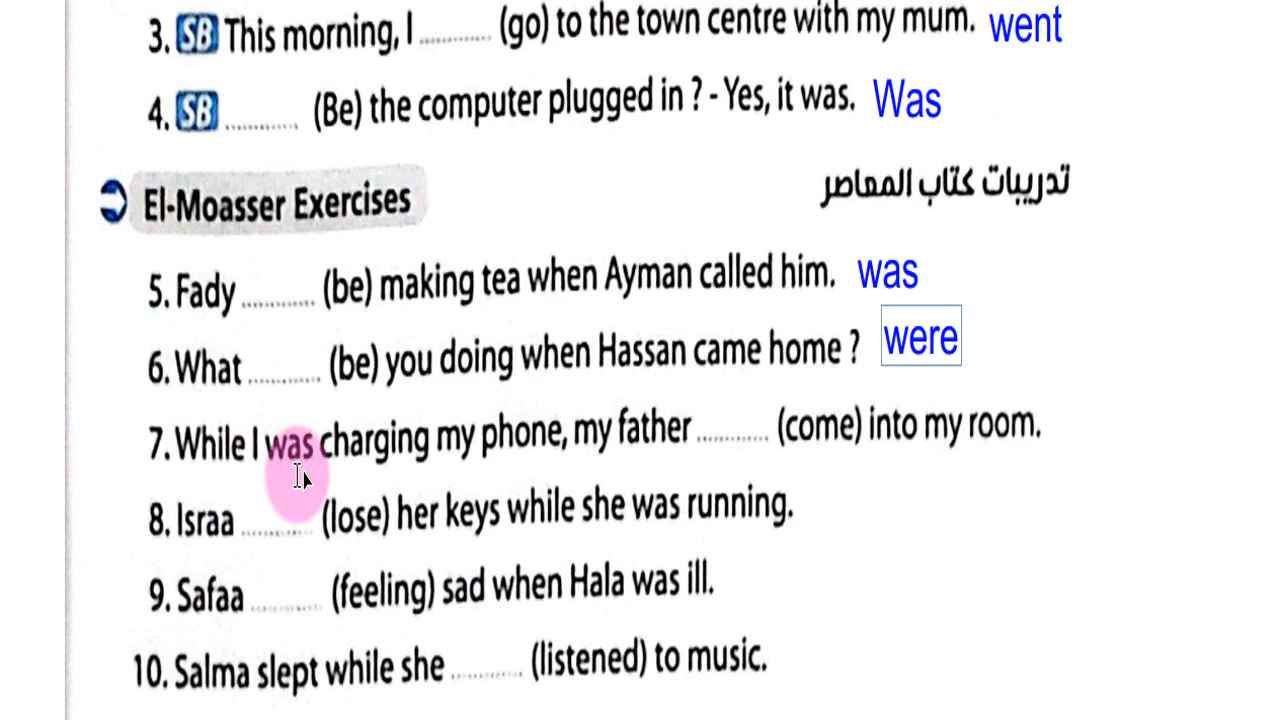 3. SB This morning, I ............ (go) to the town centre with my mum. went
4. SB ............ (Be) the computer plugged in ? - Yes, it was. Was
El-Moasser Exercises تدريبات كتاب المعاصر
5. Fady ............ (be) making tea when Ayman called him. was
6. What ............ (be) you doing when Hassan came home ? were
7. While I was charging my phone, my father ............ (come) into my room.
8. Israa ............ (lose) her keys while she was running.
9. Safaa ............ (feeling) sad when Hala was ill.
10. Salma slept while she ............ (listened) to music.